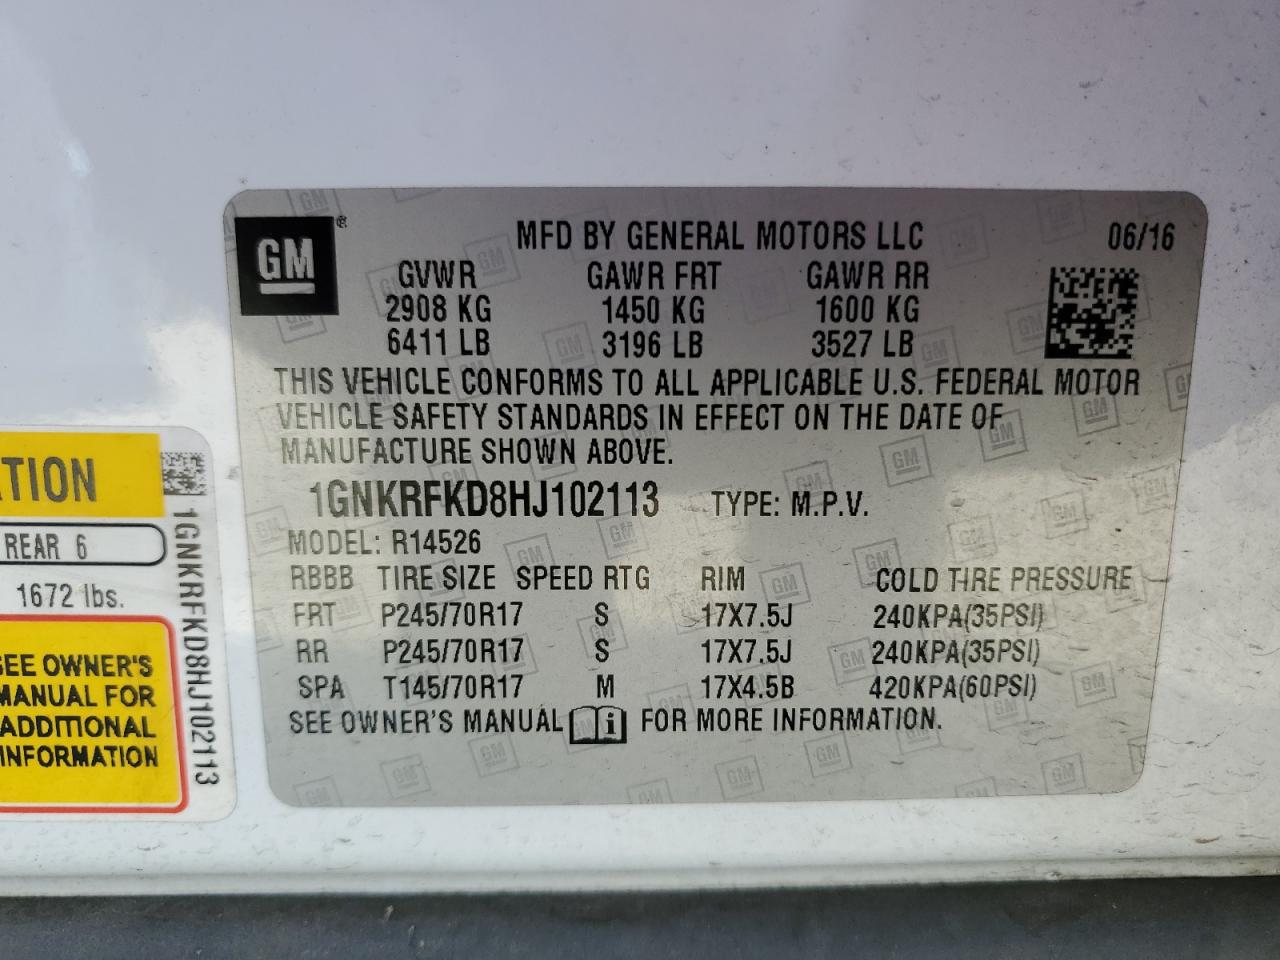 GM ®
MFD BY GENERAL MOTORS LLC 06/16
GVWR GAWR FRT GAWR RR
2908 KG 1450 KG 1600 KG
6411 LB 3196 LB 3527 LB
THIS VEHICLE CONFORMS TO ALL APPLICABLE U.S. FEDERAL MOTOR
VEHICLE SAFETY STANDARDS IN EFFECT ON THE DATE OF
MANUFACTURE SHOWN ABOVE.
1GNKRFKD8HJ102113 TYPE: M.P.V.
MODEL: R14526
RBBB TIRE SIZE SPEED RTG RIM COLD TIRE PRESSURE
FRT P245/70R17 S 17X7.5J 240KPA(35PSI)
RR P245/70R17 S 17X7.5J 240KPA(35PSI)
SPA T145/70R17 M 17X4.5B 420KPA(60PSI)
SEE OWNER'S MANUAL i FOR MORE INFORMATION.
ATION
REAR 6
1672 lbs.
SEE OWNER'S
MANUAL FOR
ADDITIONAL
INFORMATION
1GNKRFKD8HJ102113